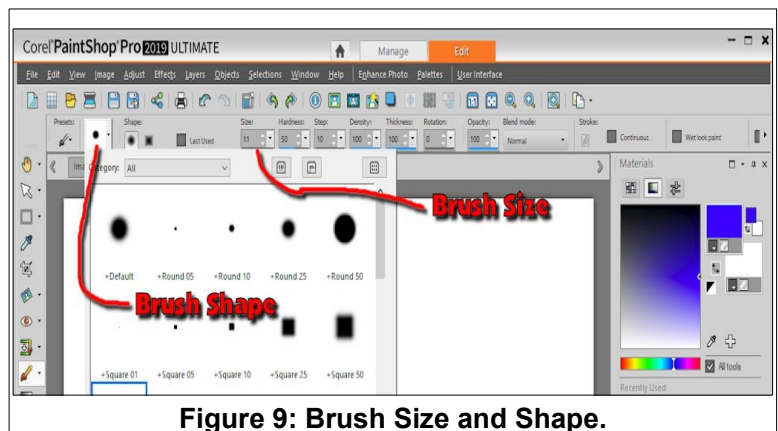 Corel PaintShop Pro 2019 ULTIMATE
Manage
Edit
File Edit View Image Adjust Effects Layers Objects Selections Window Help Enhance Photo Palettes User Interface
Presets: Shape: Size: Hardness: Step: Density: Thickness: Rotation: Opacity: Blend mode: Stroke:
Last Used 11 50 10 100 100 0 100 Normal Continuous Wet look paint
Ima Category: All Materials
Brush Size
+Default +Round 05 +Round 10 +Round 25 +Round 50
Brush Shape
+Square 01 +Square 05 +Square 10 +Square 25 +Square 50
All tools
Recently Used
Figure 9: Brush Size and Shape.